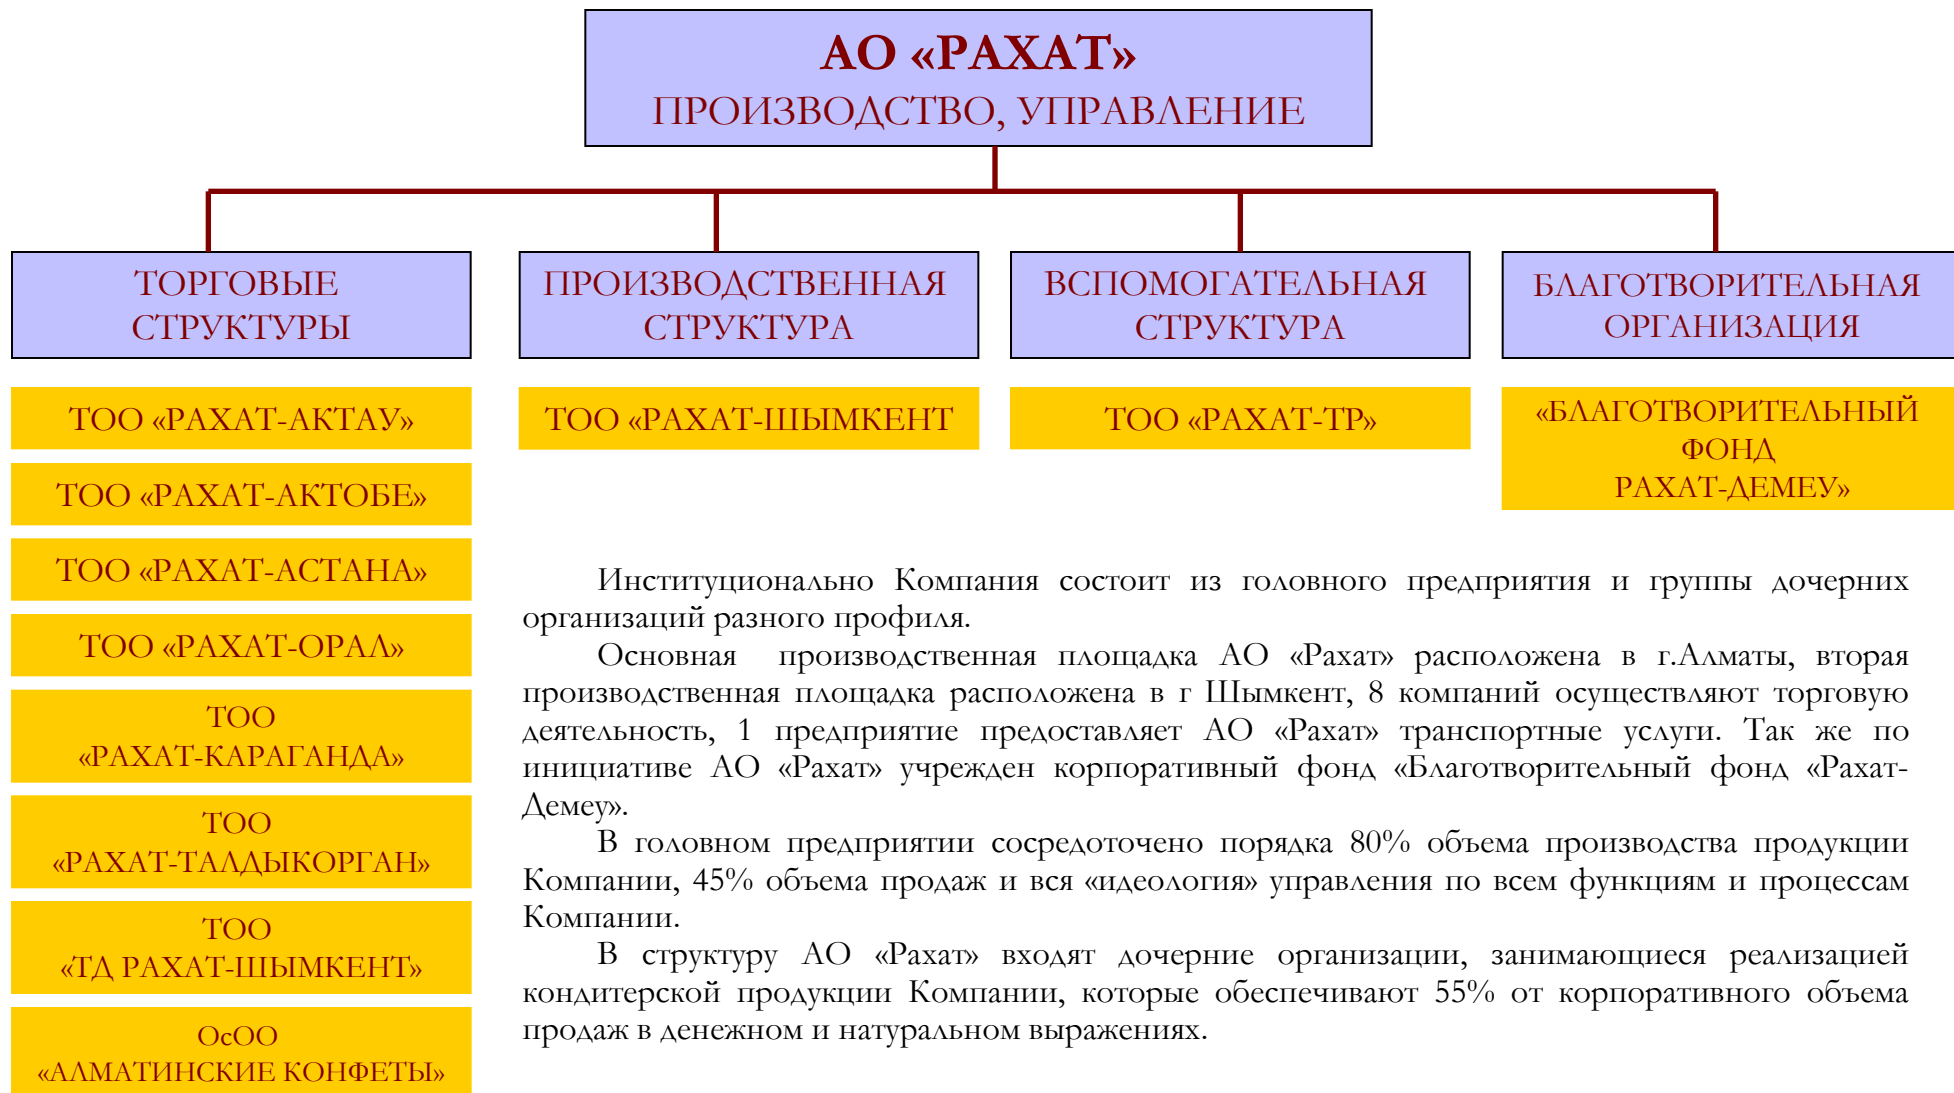 АО «РАХАТ»
ПРОИЗВОДСТВО, УПРАВЛЕНИЕ
ТОРГОВЫЕ
СТРУКТУРЫ
ПРОИЗВОДСТВЕННАЯ
СТРУКТУРА
ВСПОМОГАТЕЛЬНАЯ
СТРУКТУРА
БЛАГОТВОРИТЕЛЬНАЯ
ОРГАНИЗАЦИЯ
ТОО «РАХАТ-АКТАУ»
ТОО «РАХАТ-АКТОБЕ»
ТОО «РАХАТ-АСТАНА»
ТОО «РАХАТ-ОРАЛ»
ТОО
«РАХАТ-КАРАГАНДА»
ТОО
«РАХАТ-ТАЛДЫКОРГАН»
ТОО
«ТД РАХАТ-ШЫМКЕНТ»
ОсОО
«АЛМАТИНСКИЕ КОНФЕТЫ»
ТОО «РАХАТ-ШЫМКЕНТ
ТОО «РАХАТ-ТР»
«БЛАГОТВОРИТЕЛЬНЫЙ
ФОНД
РАХАТ-ДЕМЕУ»
Институционально Компания состоит из головного предприятия и группы дочерних
организаций разного профиля.
Основная производственная площадка АО «Рахат» расположена в г.Алматы, вторая
производственная площадка расположена в г Шымкент, 8 компаний осуществляют торговую
деятельность, 1 предприятие предоставляет АО «Рахат» транспортные услуги. Так же по
инициативе АО «Рахат» учрежден корпоративный фонд «Благотворительный фонд «Рахат-
Демеу».
В головном предприятии сосредоточено порядка 80% объема производства продукции
Компании, 45% объема продаж и вся «идеология» управления по всем функциям и процессам
Компании.
В структуру АО «Рахат» входят дочерние организации, занимающиеся реализацией
кондитерской продукции Компании, которые обеспечивают 55% от корпоративного объема
продаж в денежном и натуральном выражениях.